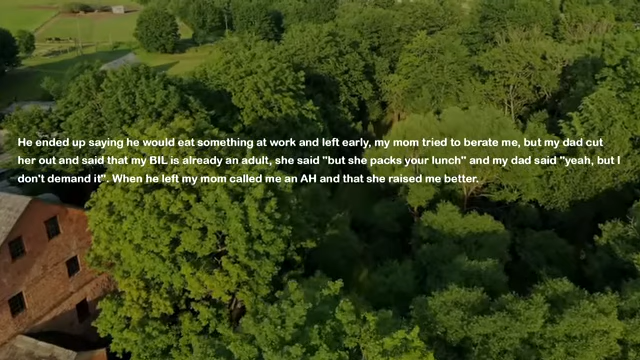 He ended up saying he would eat something at work and left early, my mom tried to berate me, but my dad cut
her out and said that my BIL is already an adult, she said "but she packs your lunch" and my dad said "yeah, but I
don't demand it". When he left my mom called me an AH and that she raised me better.